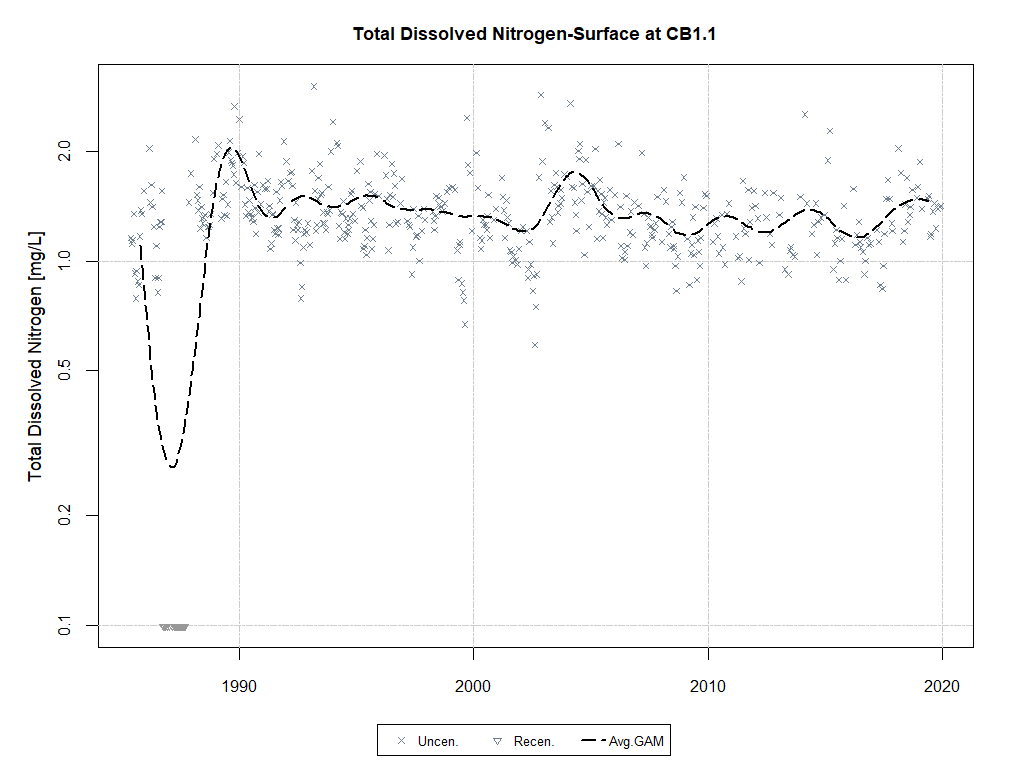 Total Dissolved Nitrogen-Surface at CB1.1
Total Dissolved Nitrogen [mg/L]
2.0
1.0
0.5
0.2
0.1
1990 2000 2010 2020
Uncen. Recen. Avg.GAM